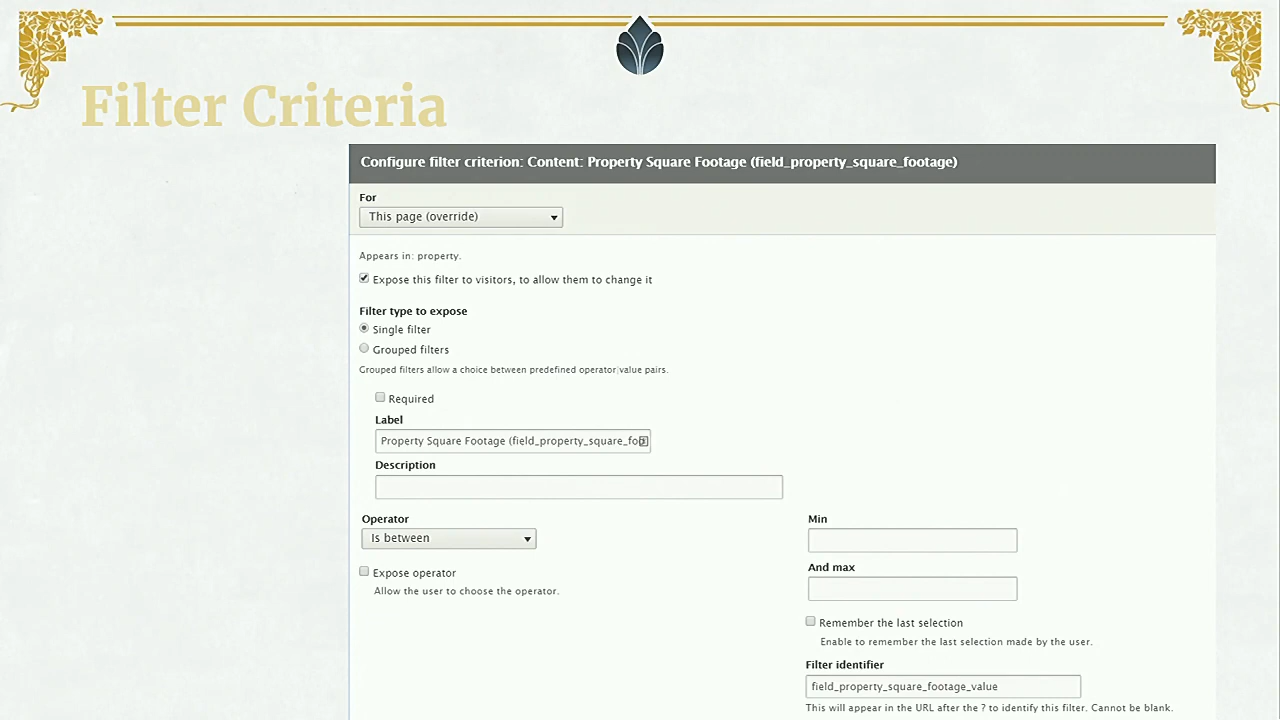 Filter Criteria
Configure filter criterion: Content: Property Square Footage (field_property_square_footage)
For
This page (override)
Appears in: property.
Expose this filter to visitors, to allow them to change it
Filter type to expose
Single filter
Grouped filters
Grouped filters allow a choice between predefined operator|value pairs.
Required
Label
Property Square Footage (field_property_square_foo
Description
Operator
Is between
Expose operator
Allow the user to choose the operator.
Min
And max
Remember the last selection
Enable to remember the last selection made by the user.
Filter identifier
field_property_square_footage_value
This will appear in the URL after the ? to identify this filter. Cannot be blank.